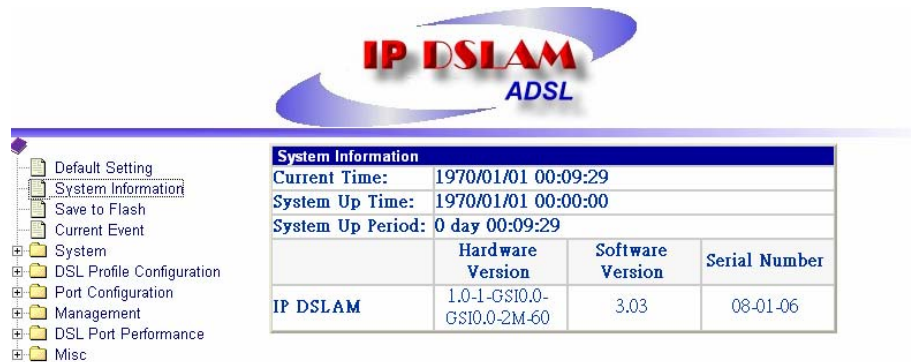 IP DSLAM
ADSL
Default Setting
System Information
Save to Flash
Current Event
System
DSL Profile Configuration
Port Configuration
Management
DSL Port Performance
Misc
System Information
Current Time: 1970/01/01 00:09:29
System Up Time: 1970/01/01 00:00:00
System Up Period: 0 day 00:09:29
Hardware Version Software Version Serial Number
IP DSLAM 1.0-1-GSI0.0-GSI0.0-2M-60 3.03 08-01-06